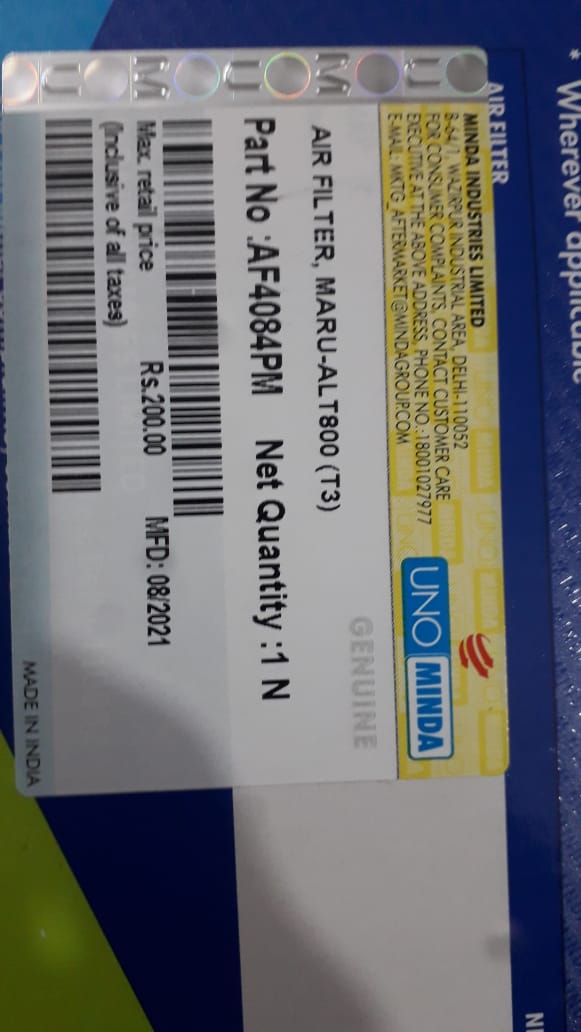 * Wherever applicable
AIR FILTER
MINDA INDUSTRIES LIMITED
B-64/1, WAZIRPUR INDUSTRIAL AREA, DELHI-110052
FOR CONSUMER COMPLAINTS, CONTACT CUSTOMER CARE
EXECUTIVE AT THE ABOVE ADDRESS, PHONE NO.: 18001027977
E-MAIL: MKTG_AFTERMARKET@MINDAGROUP.COM
UNO MINDA
GENUINE
AIR FILTER, MARU-ALT800 (T3)
Part No :AF4084PM Net Quantity :1 N
Max. retail price Rs.200.00 MFD: 08/2021
(Inclusive of all taxes)
MADE IN INDIA
U M U M U